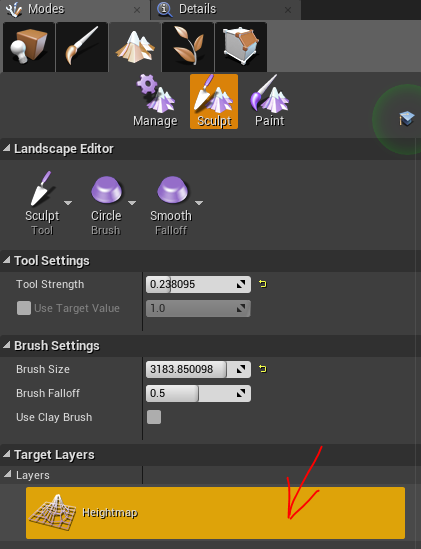 Modes Details
Manage Sculpt Paint
Landscape Editor
Sculpt Circle Smooth
Tool Brush Falloff
Tool Settings
Tool Strength 0.238095
Use Target Value 1.0
Brush Settings
Brush Size 3183.850098
Brush Falloff 0.5
Use Clay Brush
Target Layers
Layers
Heightmap